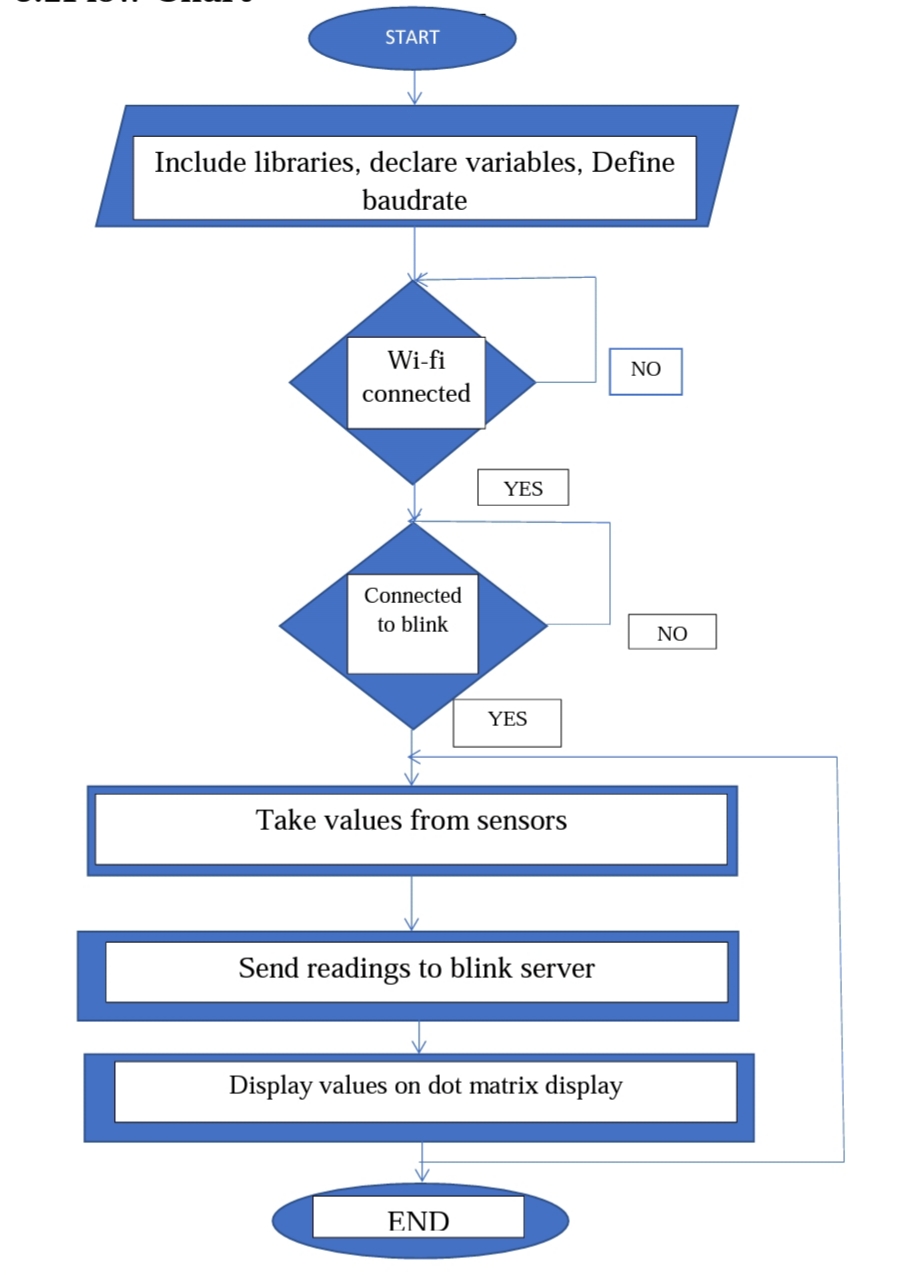 START
Include libraries, declare variables, Define
baudrate
Wi-fi
connected
NO
YES
Connected
to blink
NO
YES
Take values from sensors
Send readings to blink server
Display values on dot matrix display
END